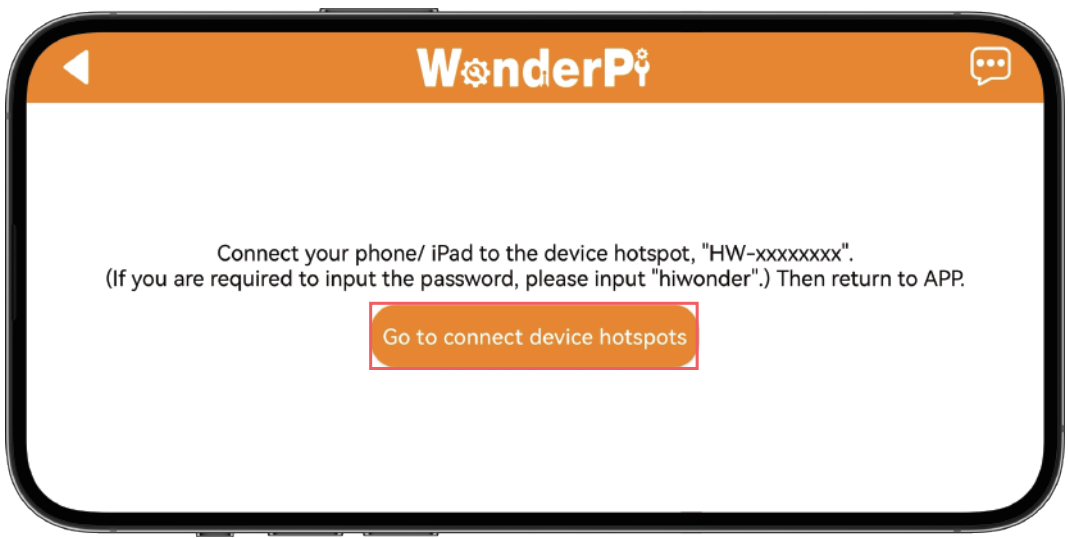 WonderPi
Connect your phone/ iPad to the device hotspot, "HW-xxxxxxxx".
(If you are required to input the password, please input "hiwonder".) Then return to APP.
Go to connect device hotspots